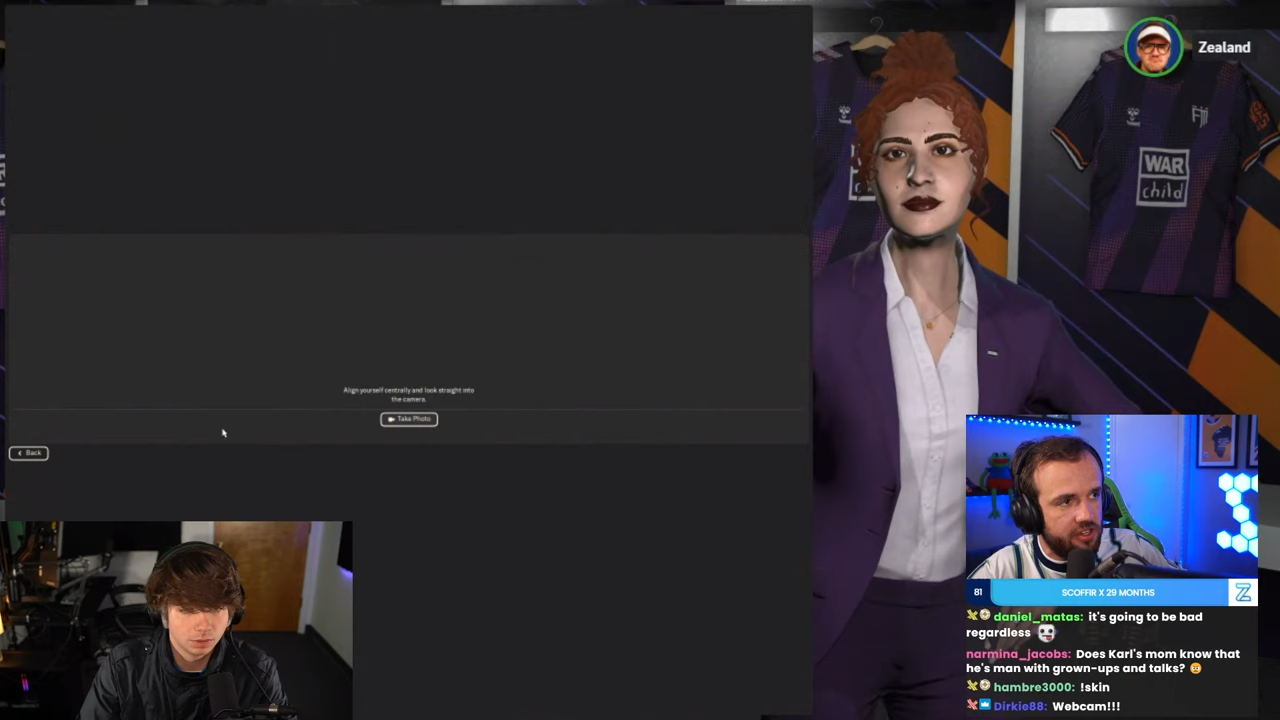 Zealand
WAR
child
Align yourself centrally and look straight into
the camera.
Take Photo
Back
81 SCOFFIR X 29 MONTHS
daniel_matas: it's going to be bad
regardless
narmina_jacobs: Does Karl's mom know that
he's man with grown-ups and talks?
hambre3000: !skin
Dirkie88: Webcam!!!